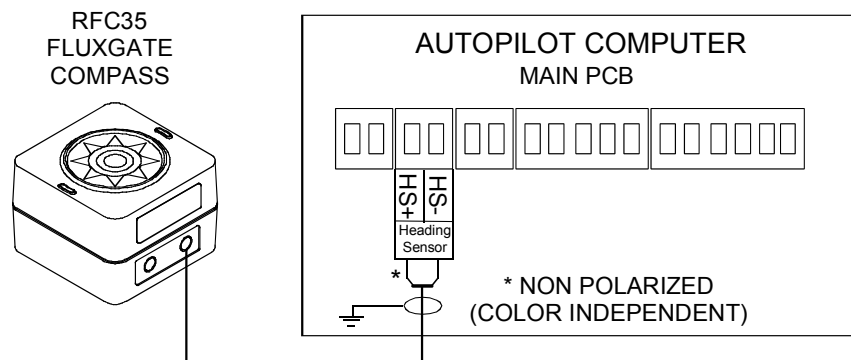 RFC35
FLUXGATE
COMPASS
AUTOPILOT COMPUTER
MAIN PCB
HS+
HS-
Heading
Sensor
*
* NON POLARIZED
(COLOR INDEPENDENT)